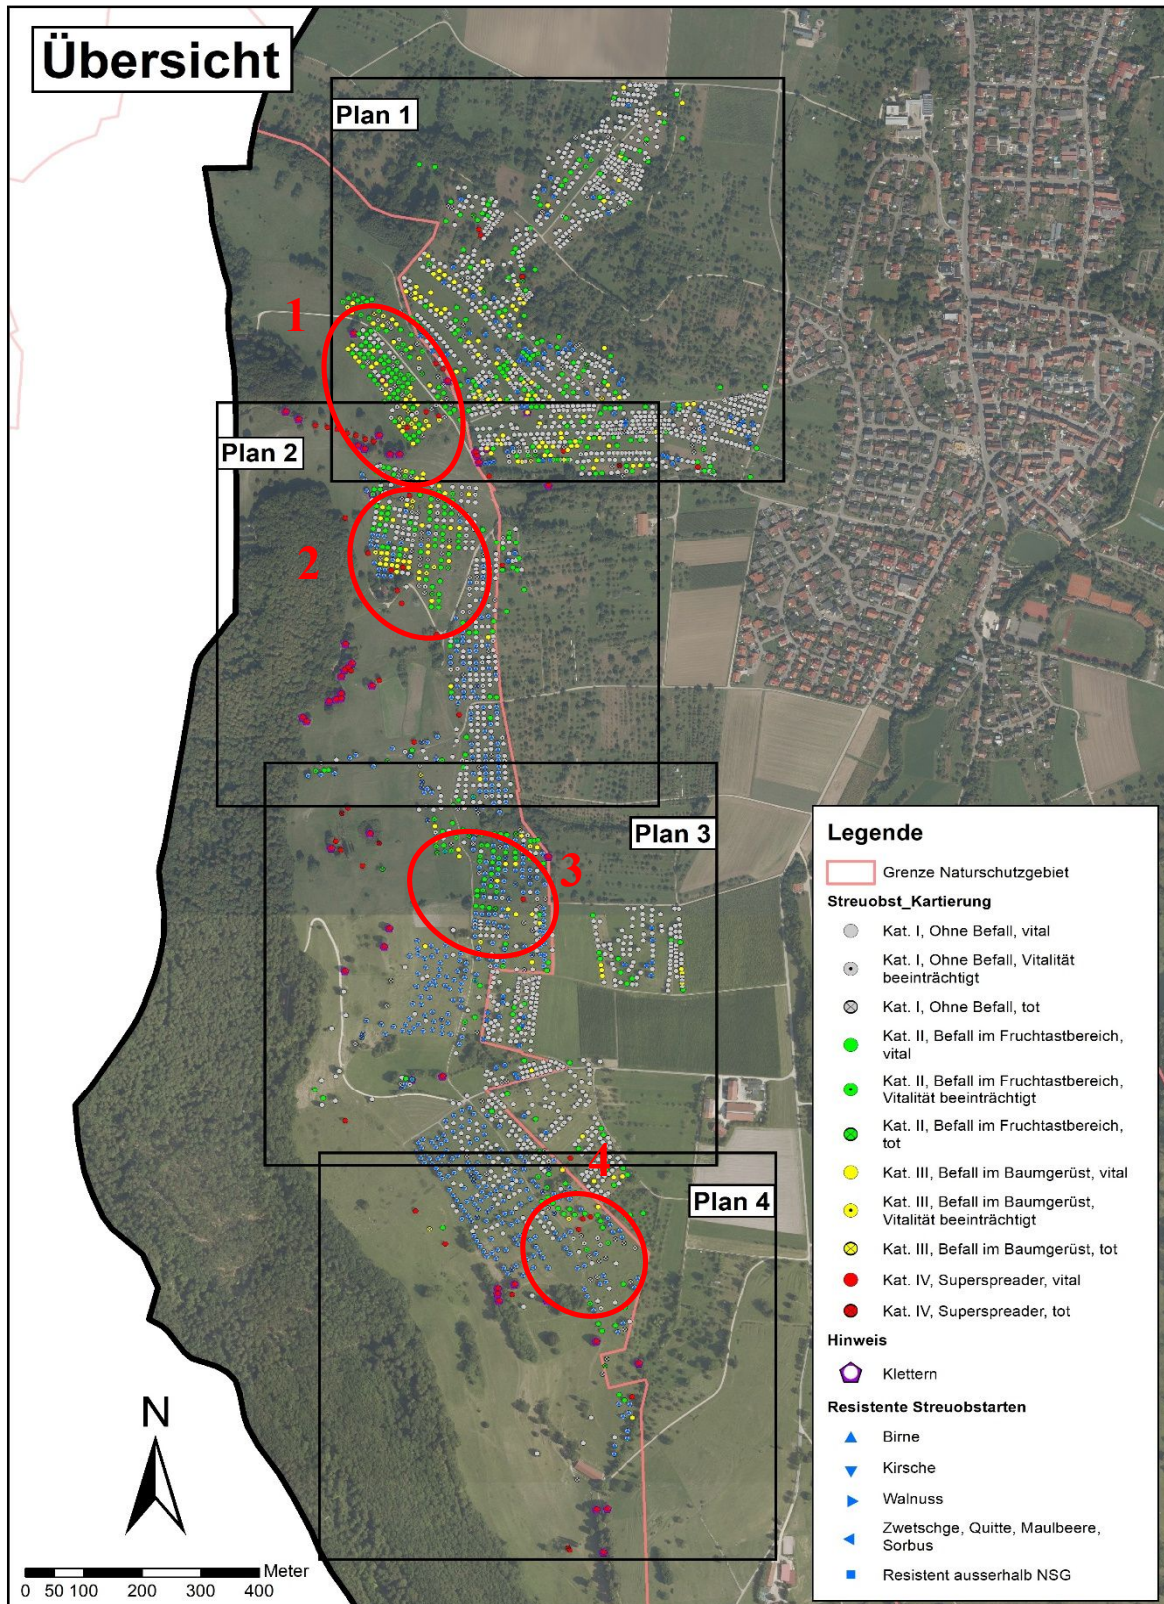 Übersicht
Plan 1
1
Plan 2
2
Plan 3
3
4
Plan 4
N
Meter
0 50 100 200 300 400
Legende
Grenze Naturschutzgebiet
Streuobst_Kartierung
Kat. I, Ohne Befall, vital
Kat. I, Ohne Befall, Vitalität
beeinträchtigt
Kat. I, Ohne Befall, tot
Kat. II, Befall im Fruchtastbereich,
vital
Kat. II, Befall im Fruchtastbereich,
Vitalität beeinträchtigt
Kat. II, Befall im Fruchtastbereich,
tot
Kat. III, Befall im Baumgerüst, vital
Kat. III, Befall im Baumgerüst,
Vitalität beeinträchtigt
Kat. III, Befall im Baumgerüst, tot
Kat. IV, Superspreader, vital
Kat. IV, Superspreader, tot
Hinweis
Klettern
Resistente Streuobstarten
Birne
Kirsche
Walnuss
Zwetschge, Quitte, Maulbeere,
Sorbus
Resistent ausserhalb NSG